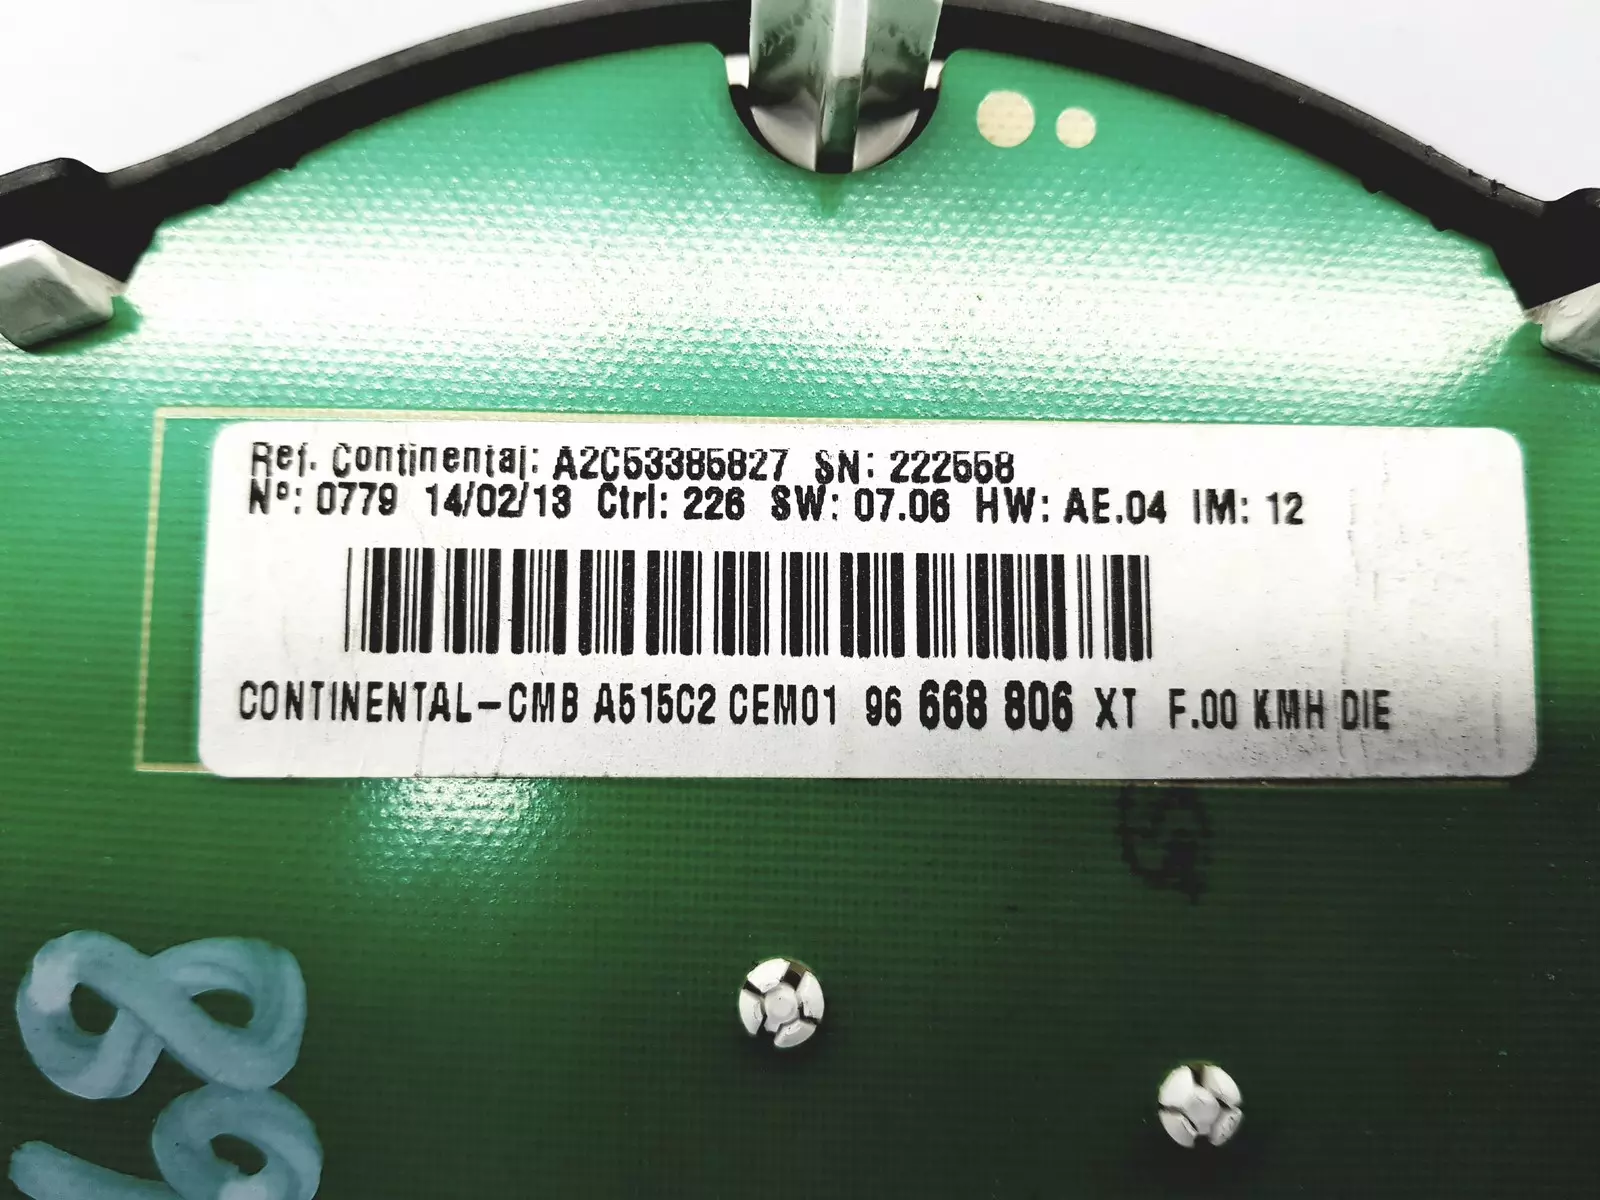 Ref. Continental: A2C53385827 SN: 222558
Nº: 0779 14/02/13 Ctrl: 226 SW: 07.06 HW: AE.04 IM: 12
CONTINENTAL-CMB A515C2 CEM01 96 668 806 XT F.00 KMH DIE